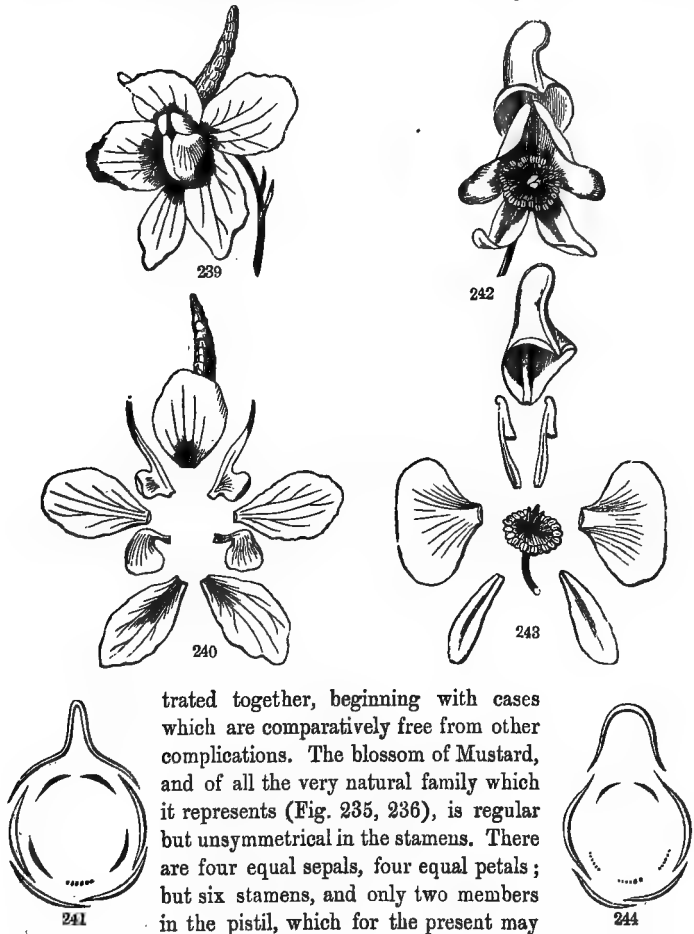 239
242
240
243
trated together, beginning with cases
which are comparatively free from other
complications. The blossom of Mustard,
and of all the very natural family which
it represents (Fig. 235, 236), is regular
but unsymmetrical in the stamens. There
are four equal sepals, four equal petals;
but six stamens, and only two members
in the pistil, which for the present may
241
244